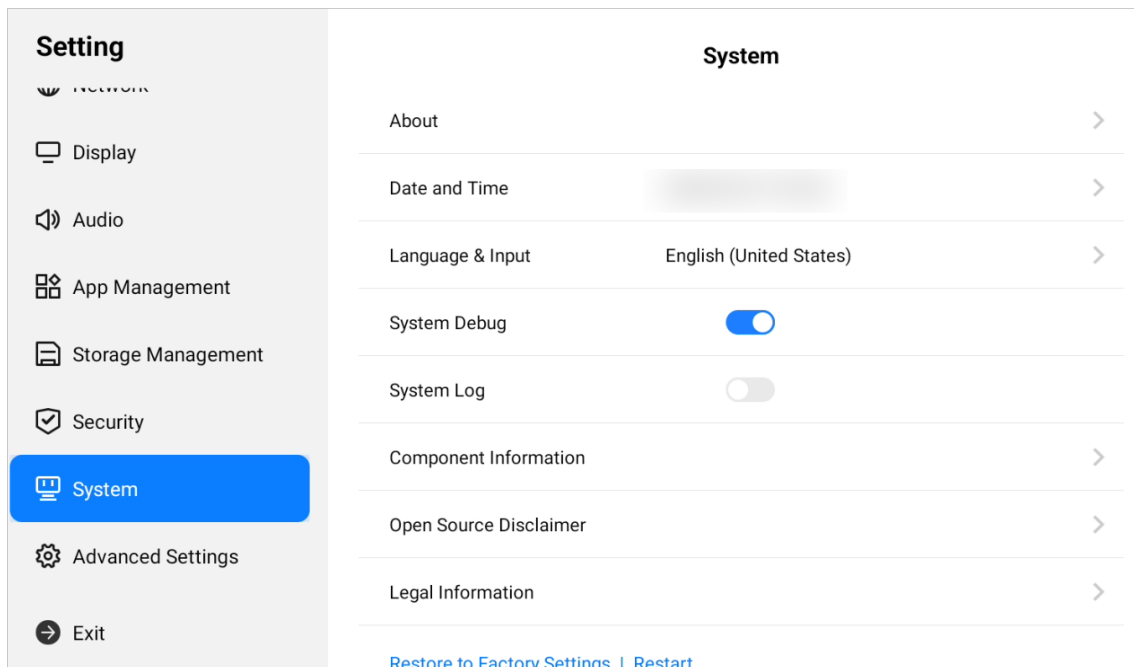 Setting
Network
Display
Audio
App Management
Storage Management
Security
System
Advanced Settings
Exit
System
About
Date and Time
Language & Input English (United States)
System Debug
System Log
Component Information
Open Source Disclaimer
Legal Information
Restore to Factory Settings | Restart